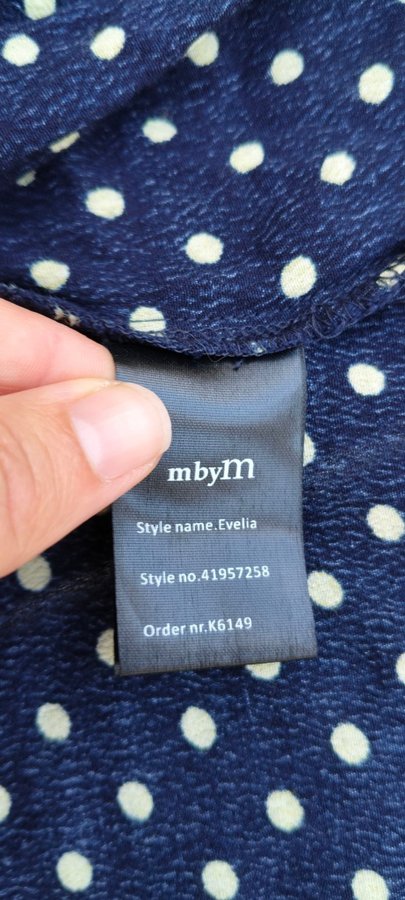 mbyM
Style name.Evelia
Style no.41957258
Order nr.K6149